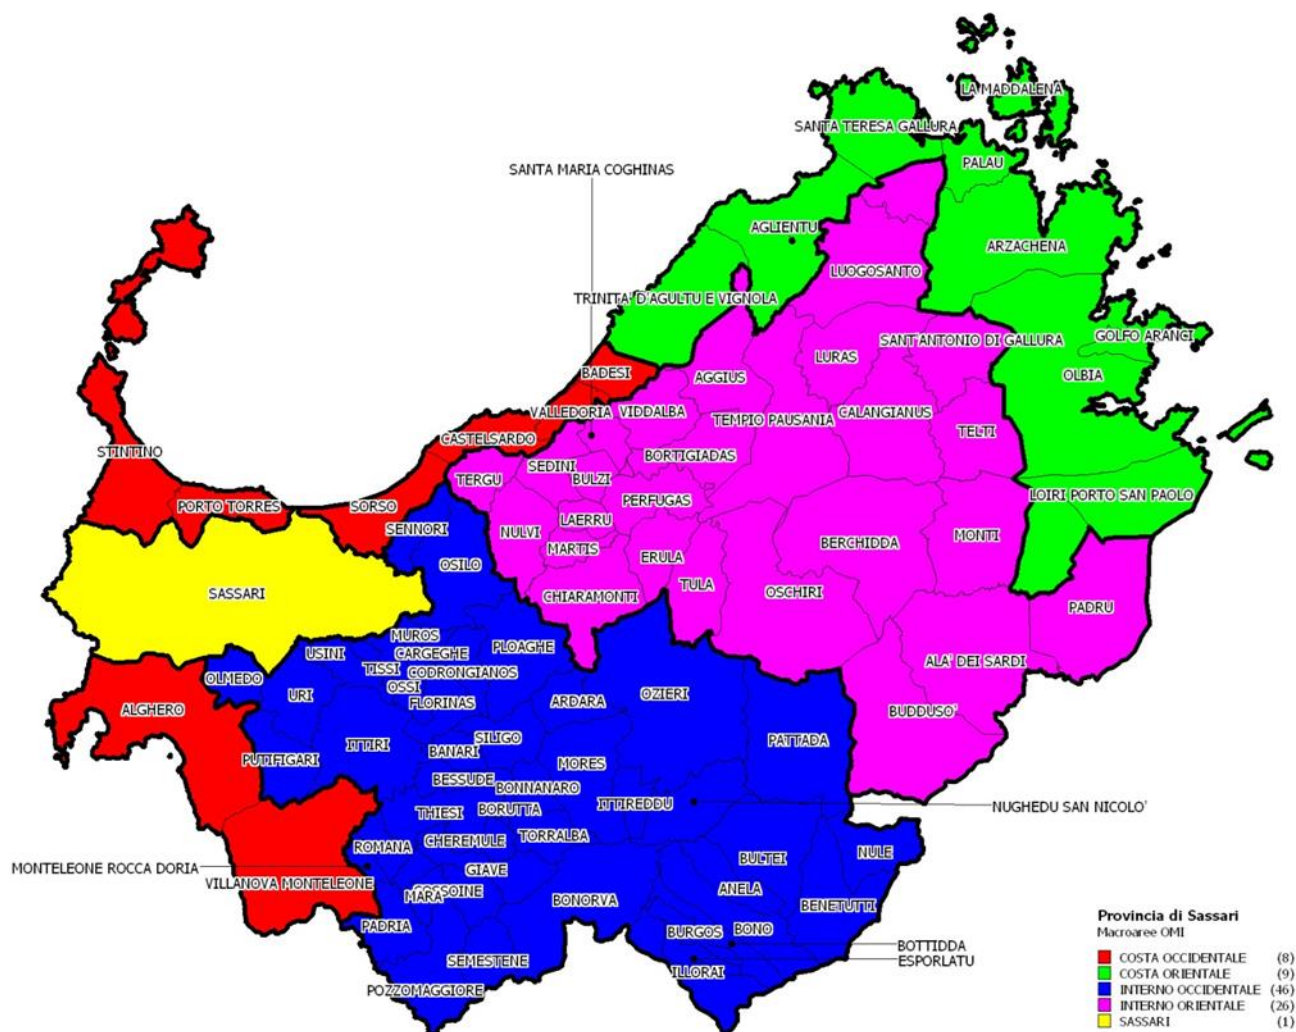 LA MADDALENA
SANTA TERESA GALLURA
PALAU
SANTA MARIA COGHINAS
AGLIENTU
ARZACHENA
LUOGOSANTO
TRINITA' D'AGULTU E VIGNOLA
GOLFO ARANCI
SANT'ANTONIO DI GALLURA
LURAS
OLBIA
BADESI
AGGIUS
VALLEDORIA
VIDDALBA
CALANGIANUS
TEMPIO PAUSANIA
TELTI
CASTELSARDO
STINTINO
BORTIGIADAS
SEDINI
TERGU
BULZI
LOIRI PORTO SAN PAOLO
PERFUGAS
PORTO TORRES
SORSO
LAERRU
SENNORI
NULVI
MONTI
BERCHIDDA
MARTIS
ERULA
OSILO
TULA
SASSARI
OSCHIRI
CHIARAMONTI
PADRU
MUROS
PLOAGHE
USINI
CARGEGHE
ALA' DEI SARDI
TISSI
CODRONGIANOS
OLMEDO
OSSI
URI
OZIERI
FLORINAS
ARDARA
ALGHERO
BUDDUSO'
SILIGO
PATTADA
ITTIRI
BANARI
PUTIFIGARI
MORES
BESSUDE
BONNANARO
ITTIREDDU
NUGHEDU SAN NICOLO'
THIESI
BORUTTA
TORRALBA
CHEREMULE
ROMANA
NULE
BULTEI
MONTELEONE ROCCA DORIA
GIAVE
VILLANOVA MONTELEONE
COSSOINE
MARA
ANELA
BONORVA
BENETUTTI
PADRIA
BURGOS
BONO
BOTTIDDA
ESPORLATU
SEMESTENE
ILLORAI
POZZOMAGGIORE
Provincia di Sassari
Macroaree OMI
COSTA OCCIDENTALE (8)
COSTA ORIENTALE (9)
INTERNO OCCIDENTALE (46)
INTERNO ORIENTALE (26)
SASSARI (1)